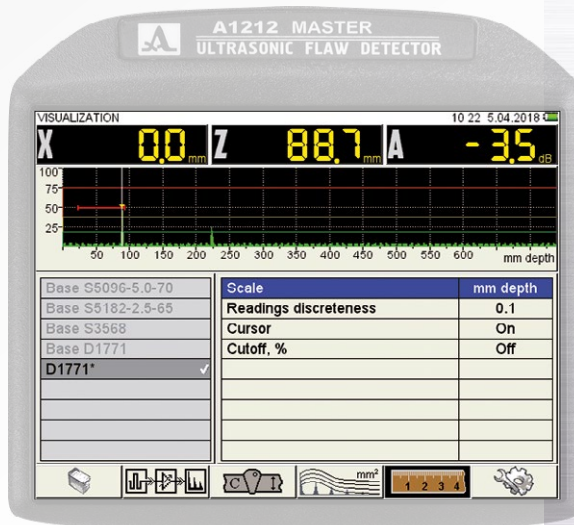 A1212 MASTER
ULTRASONIC FLAW DETECTOR
VISUALIZATION 10 22 5.04.2018
X 0.0 mm Z 88.7 mm A -3.5 dB
100
75
50
25
50 100 150 200 250 300 350 400 450 500 550 600 mm depth
Base S5096-5.0-70
Base S5182-2.5-65
Base S3568
Base D1771
D1771*
Scale mm depth
Readings discreteness 0.1
Cursor On
Cutoff, % Off
C I mm² 1 2 3 4